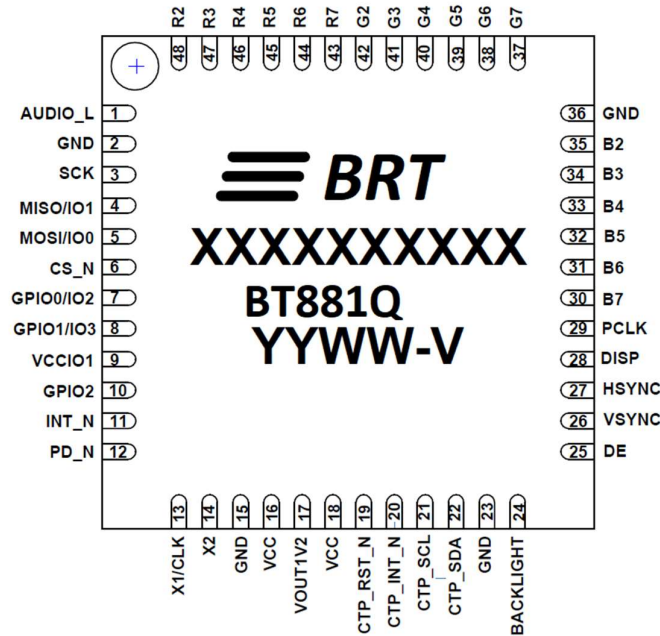 R2 R3 R4 R5 R6 R7 G2 G3 G4 G5 G6 G7
48 47 46 45 44 43 42 41 40 39 38 37
AUDIO_L 1 36 GND
GND 2 35 B2
SCK 3 34 B3
MISO/IO1 4 33 B4
MOSI/IO0 5 32 B5
CS_N 6 31 B6
GPIO0/IO2 7 30 B7
GPIO1/IO3 8 29 PCLK
VCCIO1 9 28 DISP
GPIO2 10 27 HSYNC
INT_N 11 26 VSYNC
PD_N 12 25 DE
BRT
XXXXXXXXXX
BT881Q
YYWW-V
13 14 15 16 17 18 19 20 21 22 23 24
X1/CLK X2 GND VCC VOUT1V2 VCC CTP_RST_N CTP_INT_N CTP_SCL CTP_SDA GND BACKLIGHT